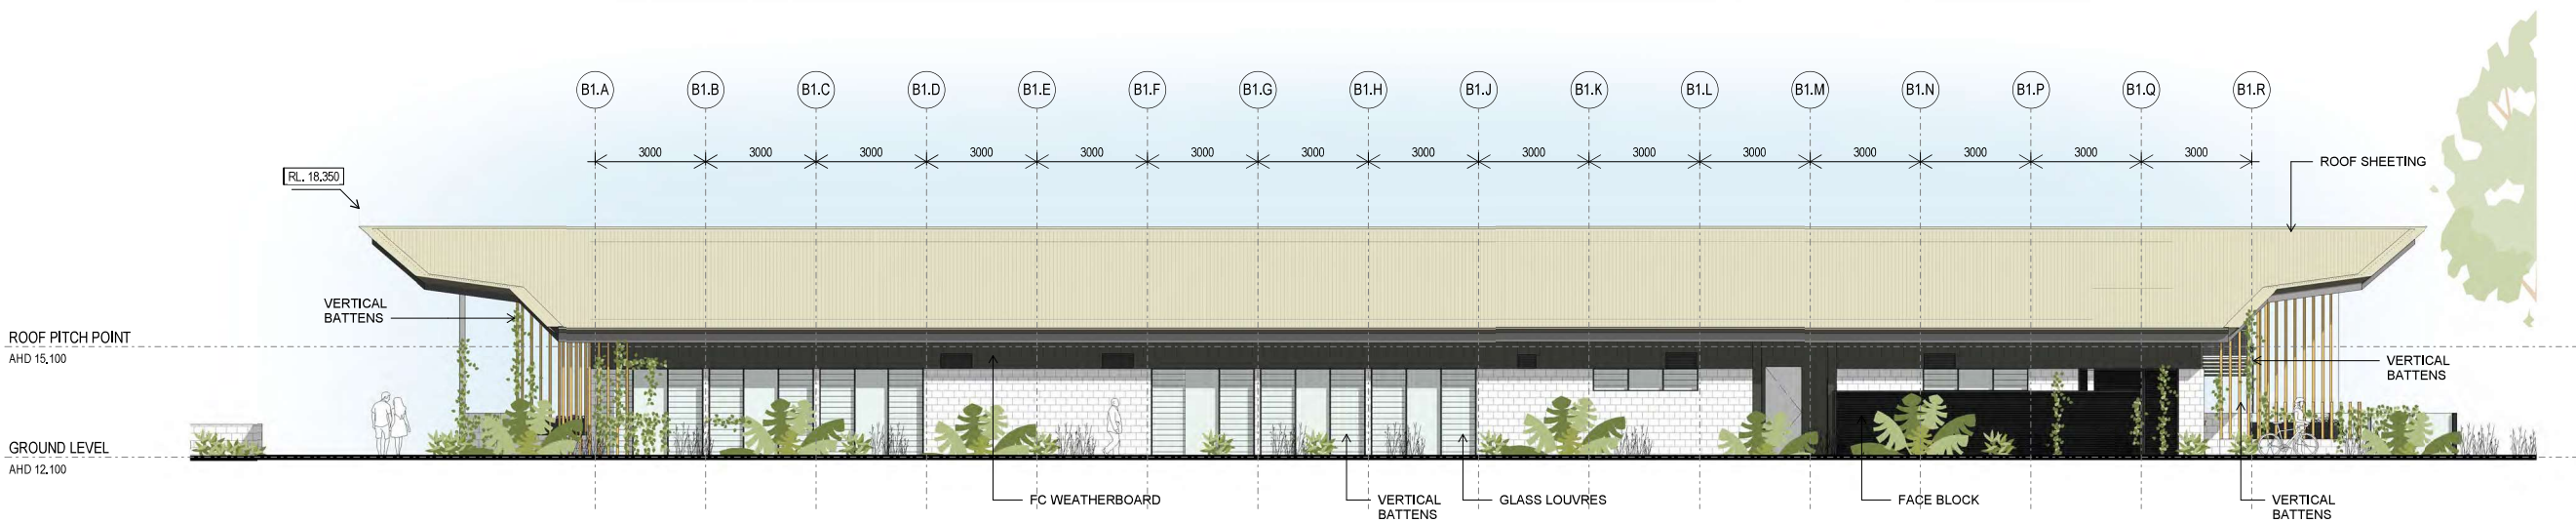 B1.A B1.B B1.C B1.D B1.E B1.F B1.G B1.H B1.J B1.K B1.L B1.M B1.N B1.P B1.Q B1.R
3000 3000 3000 3000 3000 3000 3000 3000 3000 3000 3000 3000 3000 3000 3000
ROOF SHEETING
RL. 18.350
VERTICAL
BATTENS
ROOF PITCH POINT
AHD 15.100
VERTICAL
BATTENS
GROUND LEVEL
AHD 12.100
FC WEATHERBOARD
VERTICAL
BATTENS
GLASS LOUVRES
FACE BLOCK
VERTICAL
BATTENS